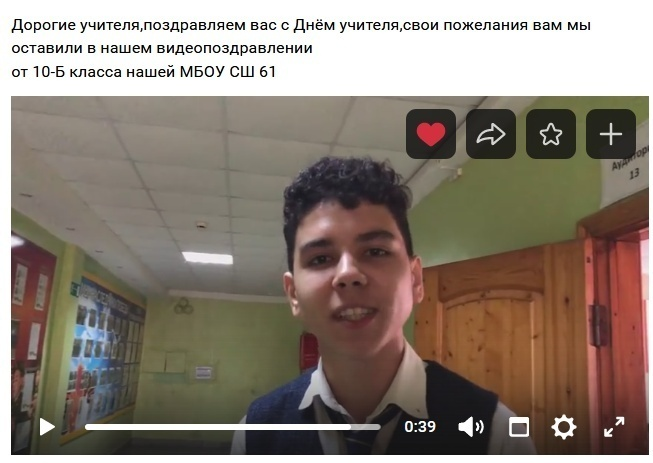 Дорогие учителя,поздравляем вас с Днём учителя,свои пожелания вам мы
оставили в нашем видеопоздравлении
от 10-Б класса нашей МБОУ СШ 61
13
0:39